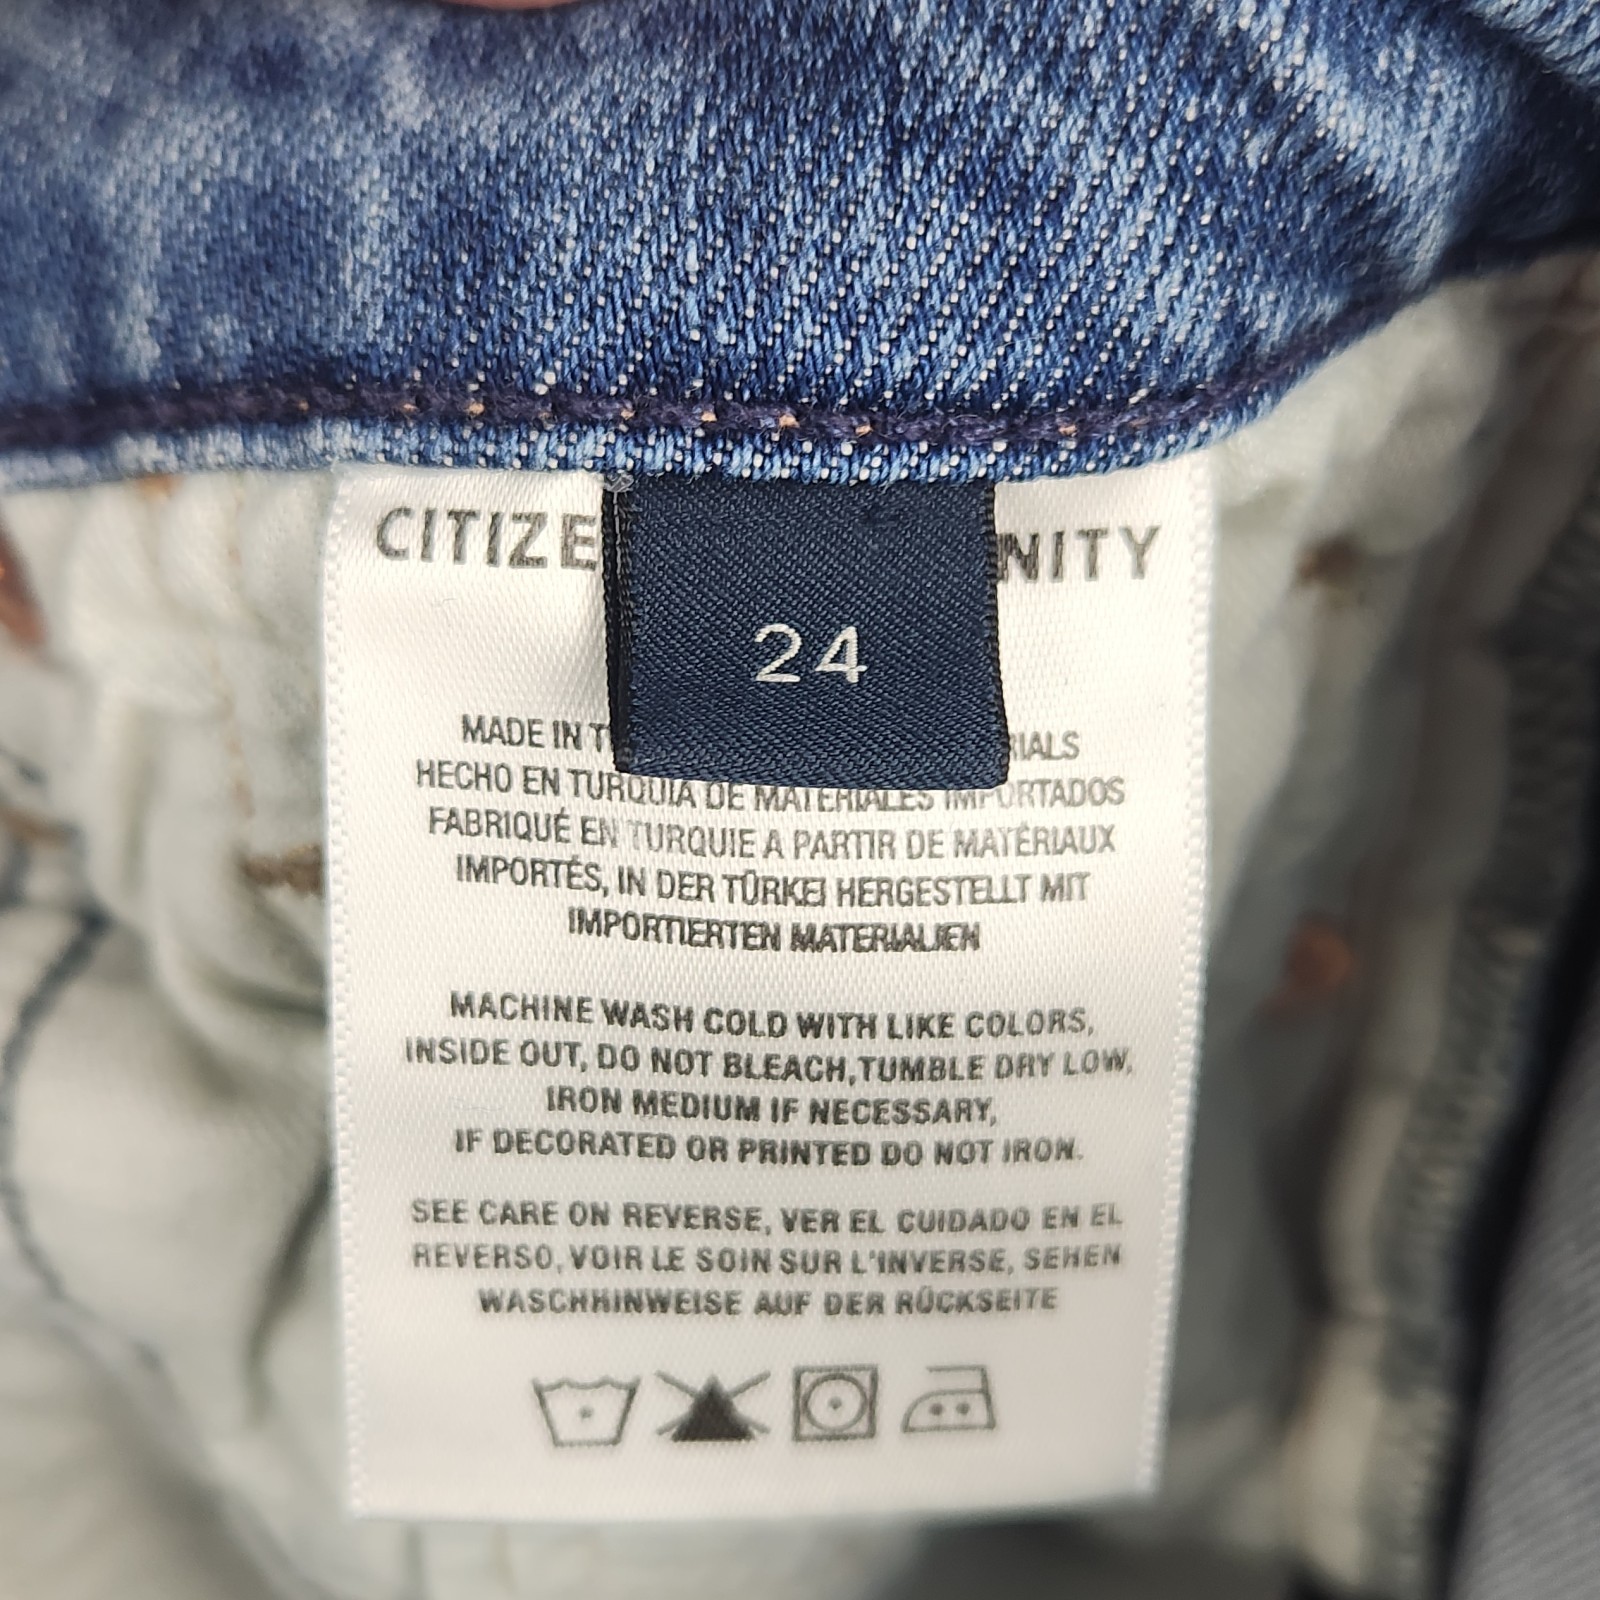 CITIZE NITY
24
MADE IN T RIALS
HECHO EN TURQUIA DE MATERIALES IMPORTADOS
FABRIQUÉ EN TURQUIE A PARTIR DE MATÉRIAUX
IMPORTÉS, IN DER TÜRKEI HERGESTELLT MIT
IMPORTIERTEN MATERIALIEN
MACHINE WASH COLD WITH LIKE COLORS,
INSIDE OUT, DO NOT BLEACH,TUMBLE DRY LOW,
IRON MEDIUM IF NECESSARY,
IF DECORATED OR PRINTED DO NOT IRON.
SEE CARE ON REVERSE, VER EL CUIDADO EN EL
REVERSO, VOIR LE SOIN SUR L'INVERSE, SEHEN
WASCHHINWEISE AUF DER RÜCKSEITE